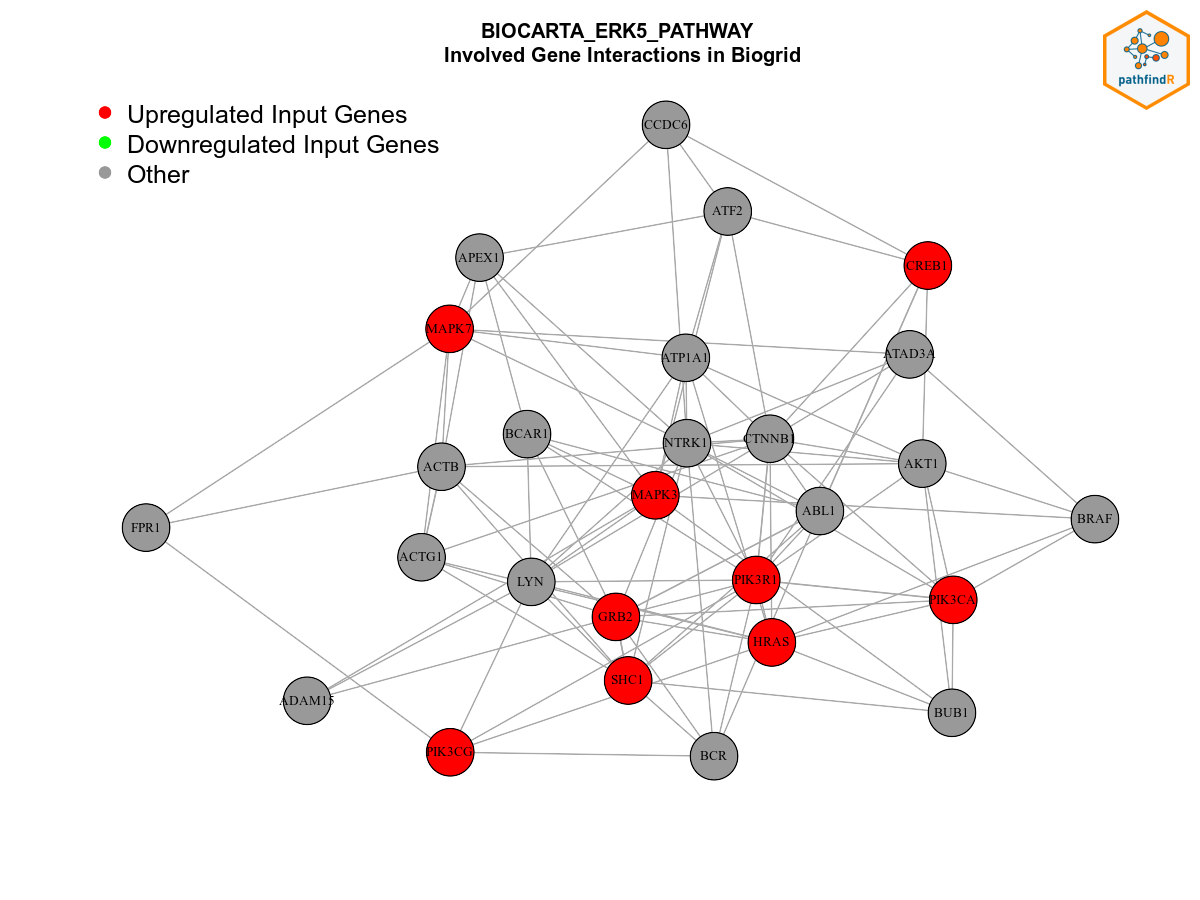 BIOCARTA_ERK5_PATHWAY
Involved Gene Interactions in Biogrid
pathfindR
Upregulated Input Genes
Downregulated Input Genes
Other
CCDC6
ATF2
APEX1
CREB1
MAPK7
ATP1A1
ATAD3A
BCAR1
NTRK1
CTNNB1
ACTB
AKT1
MAPK3
ABL1
BRAF
FPR1
ACTG1
LYN
PIK3R1
PIK3CA
GRB2
HRAS
SHC1
ADAM15
BUB1
PIK3CG
BCR